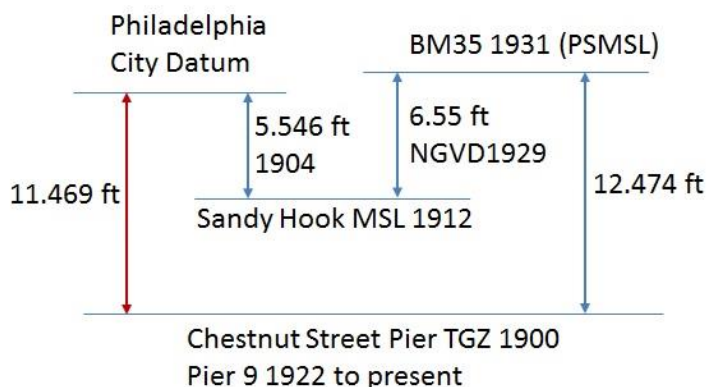 Philadelphia
City Datum
BM35 1931 (PSMSL)
5.546 ft
1904
6.55 ft
NGVD1929
11.469 ft
12.474 ft
Sandy Hook MSL 1912
Chestnut Street Pier TGZ 1900
Pier 9 1922 to present